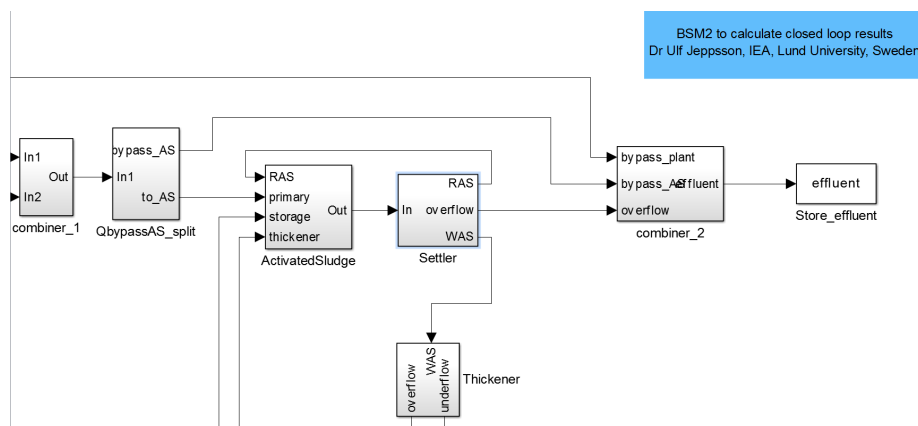 BSM2 to calculate closed loop results
Dr Ulf Jeppsson, IEA, Lund University, Sweden
In1
Out
In2
combiner_1
bypass_AS
In1
to_AS
QbypassAS_split
RAS
primary
Out
storage
thickener
ActivatedSludge
RAS
In
overflow
WAS
Settler
bypass_plant
bypass_AS
effluent
overflow
combiner_2
effluent
Store_effluent
WAS
overflow
underflow
Thickener